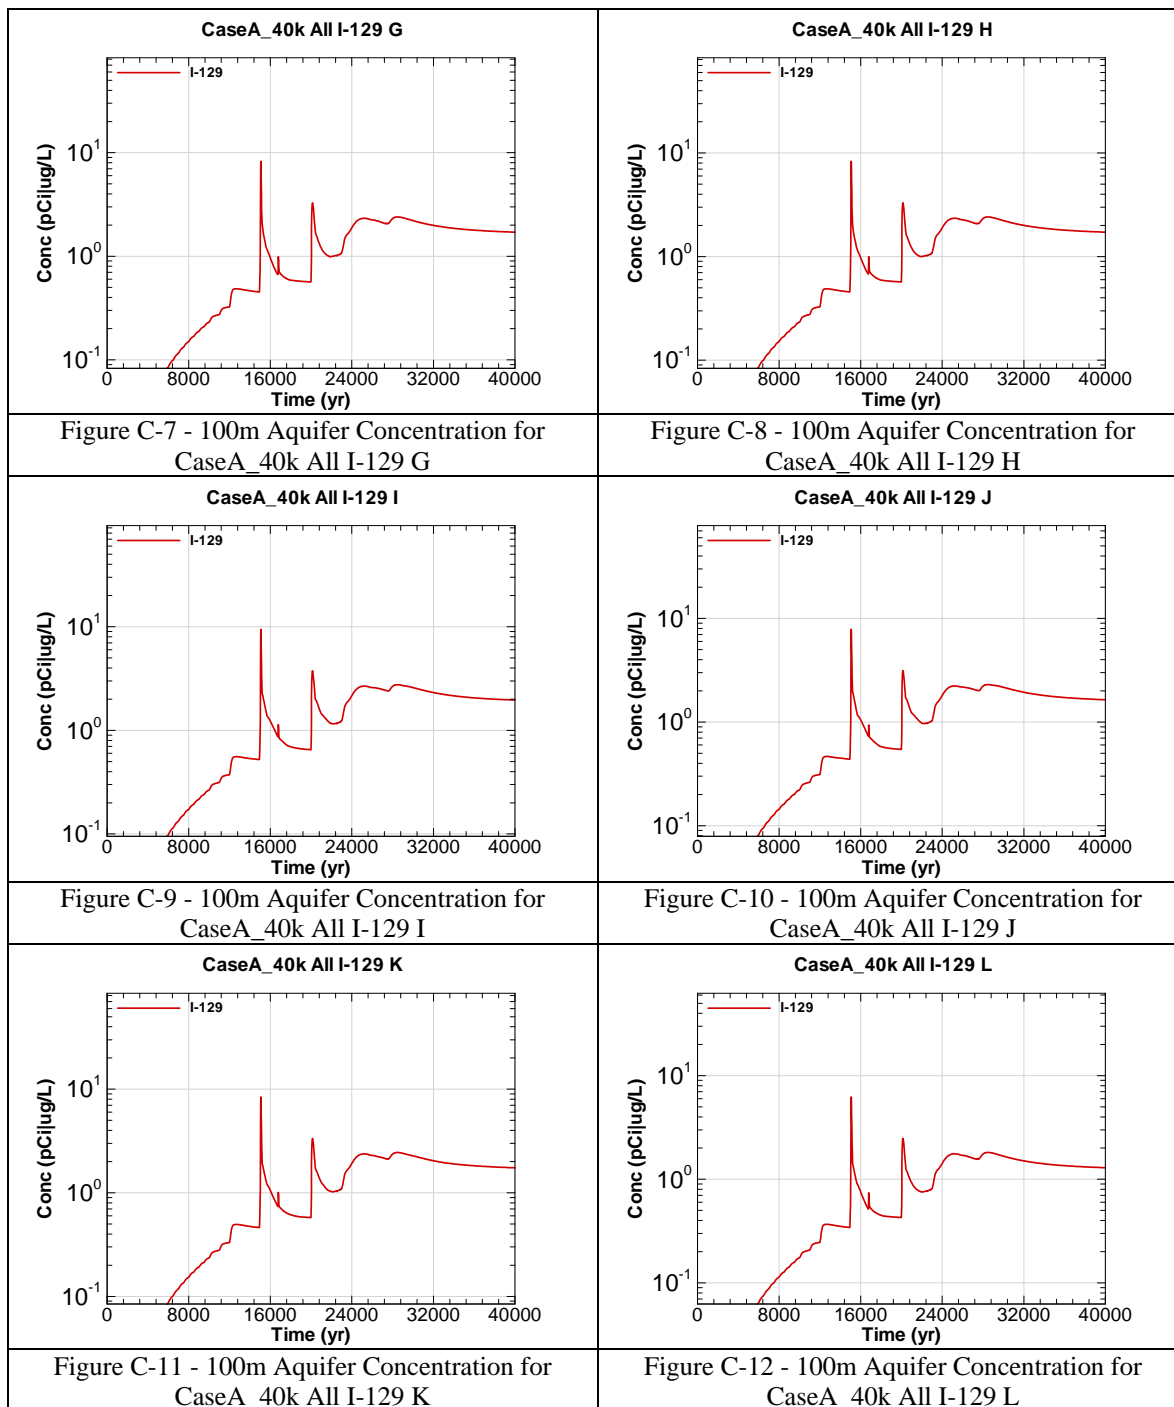 CaseA_40k All I-129 G
I-129
Conc (pCi|ug/L)
10^1
10^0
10^-1
0 8000 16000 24000 32000 40000
Time (yr)
Figure C-7 - 100m Aquifer Concentration for
CaseA_40k All I-129 G
CaseA_40k All I-129 H
I-129
Conc (pCi|ug/L)
10^1
10^0
10^-1
0 8000 16000 24000 32000 40000
Time (yr)
Figure C-8 - 100m Aquifer Concentration for
CaseA_40k All I-129 H
CaseA_40k All I-129 I
I-129
Conc (pCi|ug/L)
10^1
10^0
10^-1
0 8000 16000 24000 32000 40000
Time (yr)
Figure C-9 - 100m Aquifer Concentration for
CaseA_40k All I-129 I
CaseA_40k All I-129 J
I-129
Conc (pCi|ug/L)
10^1
10^0
10^-1
0 8000 16000 24000 32000 40000
Time (yr)
Figure C-10 - 100m Aquifer Concentration for
CaseA_40k All I-129 J
CaseA_40k All I-129 K
I-129
Conc (pCi|ug/L)
10^1
10^0
10^-1
0 8000 16000 24000 32000 40000
Time (yr)
Figure C-11 - 100m Aquifer Concentration for
CaseA_40k All I-129 K
CaseA_40k All I-129 L
I-129
Conc (pCi|ug/L)
10^1
10^0
10^-1
0 8000 16000 24000 32000 40000
Time (yr)
Figure C-12 - 100m Aquifer Concentration for
CaseA_40k All I-129 L